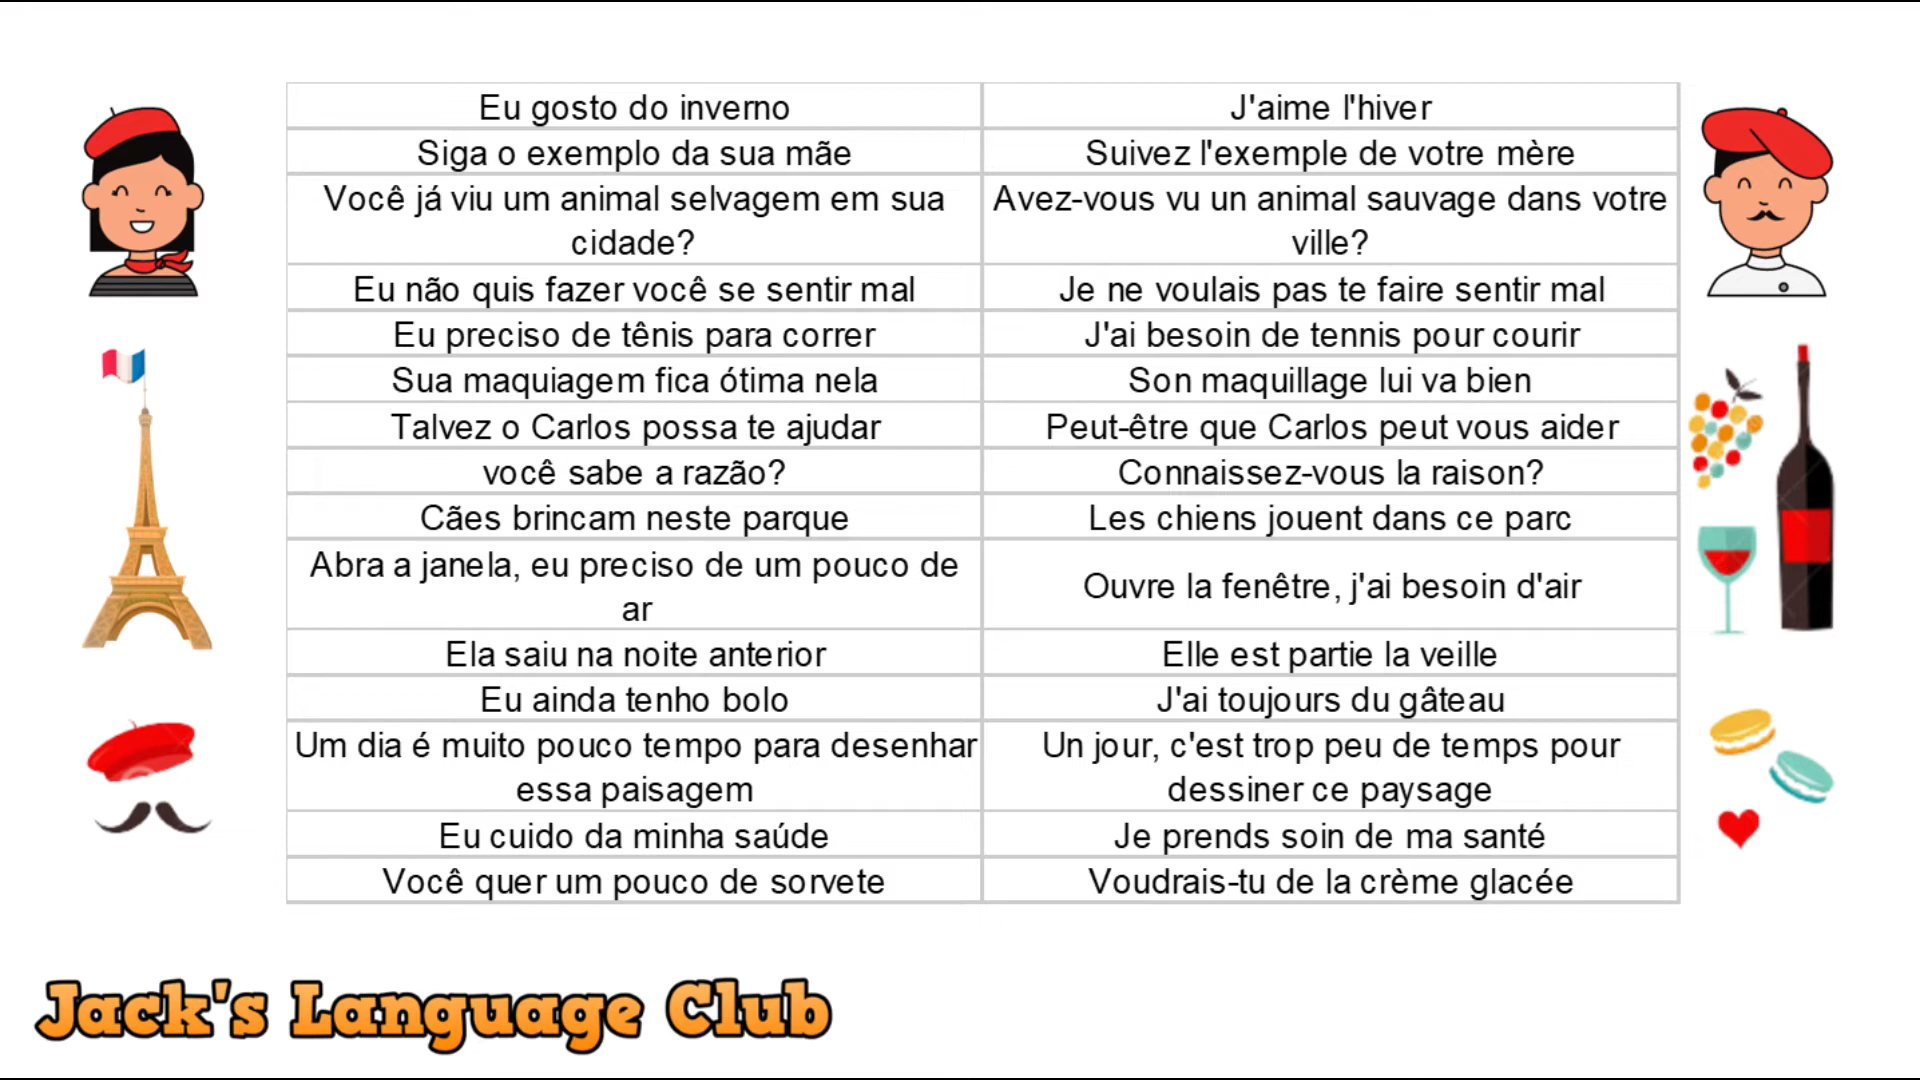 Eu gosto do inverno
J'aime l'hiver
Siga o exemplo da sua mãe
Suivez l'exemple de votre mère
Você já viu um animal selvagem em sua
cidade?
Avez-vous vu un animal sauvage dans votre
ville?
Eu não quis fazer você se sentir mal
Je ne voulais pas te faire sentir mal
Eu preciso de tênis para correr
J'ai besoin de tennis pour courir
Sua maquiagem fica ótima nela
Son maquillage lui va bien
Talvez o Carlos possa te ajudar
Peut-être que Carlos peut vous aider
você sabe a razão?
Connaissez-vous la raison?
Cães brincam neste parque
Les chiens jouent dans ce parc
Abra a janela, eu preciso de um pouco de
ar
Ouvre la fenêtre, j'ai besoin d'air
Ela saiu na noite anterior
Elle est partie la veille
Eu ainda tenho bolo
J'ai toujours du gâteau
Um dia é muito pouco tempo para desenhar
essa paisagem
Un jour, c'est trop peu de temps pour
dessiner ce paysage
Eu cuido da minha saúde
Je prends soin de ma santé
Você quer um pouco de sorvete
Voudrais-tu de la crème glacée
Jack's Language Club